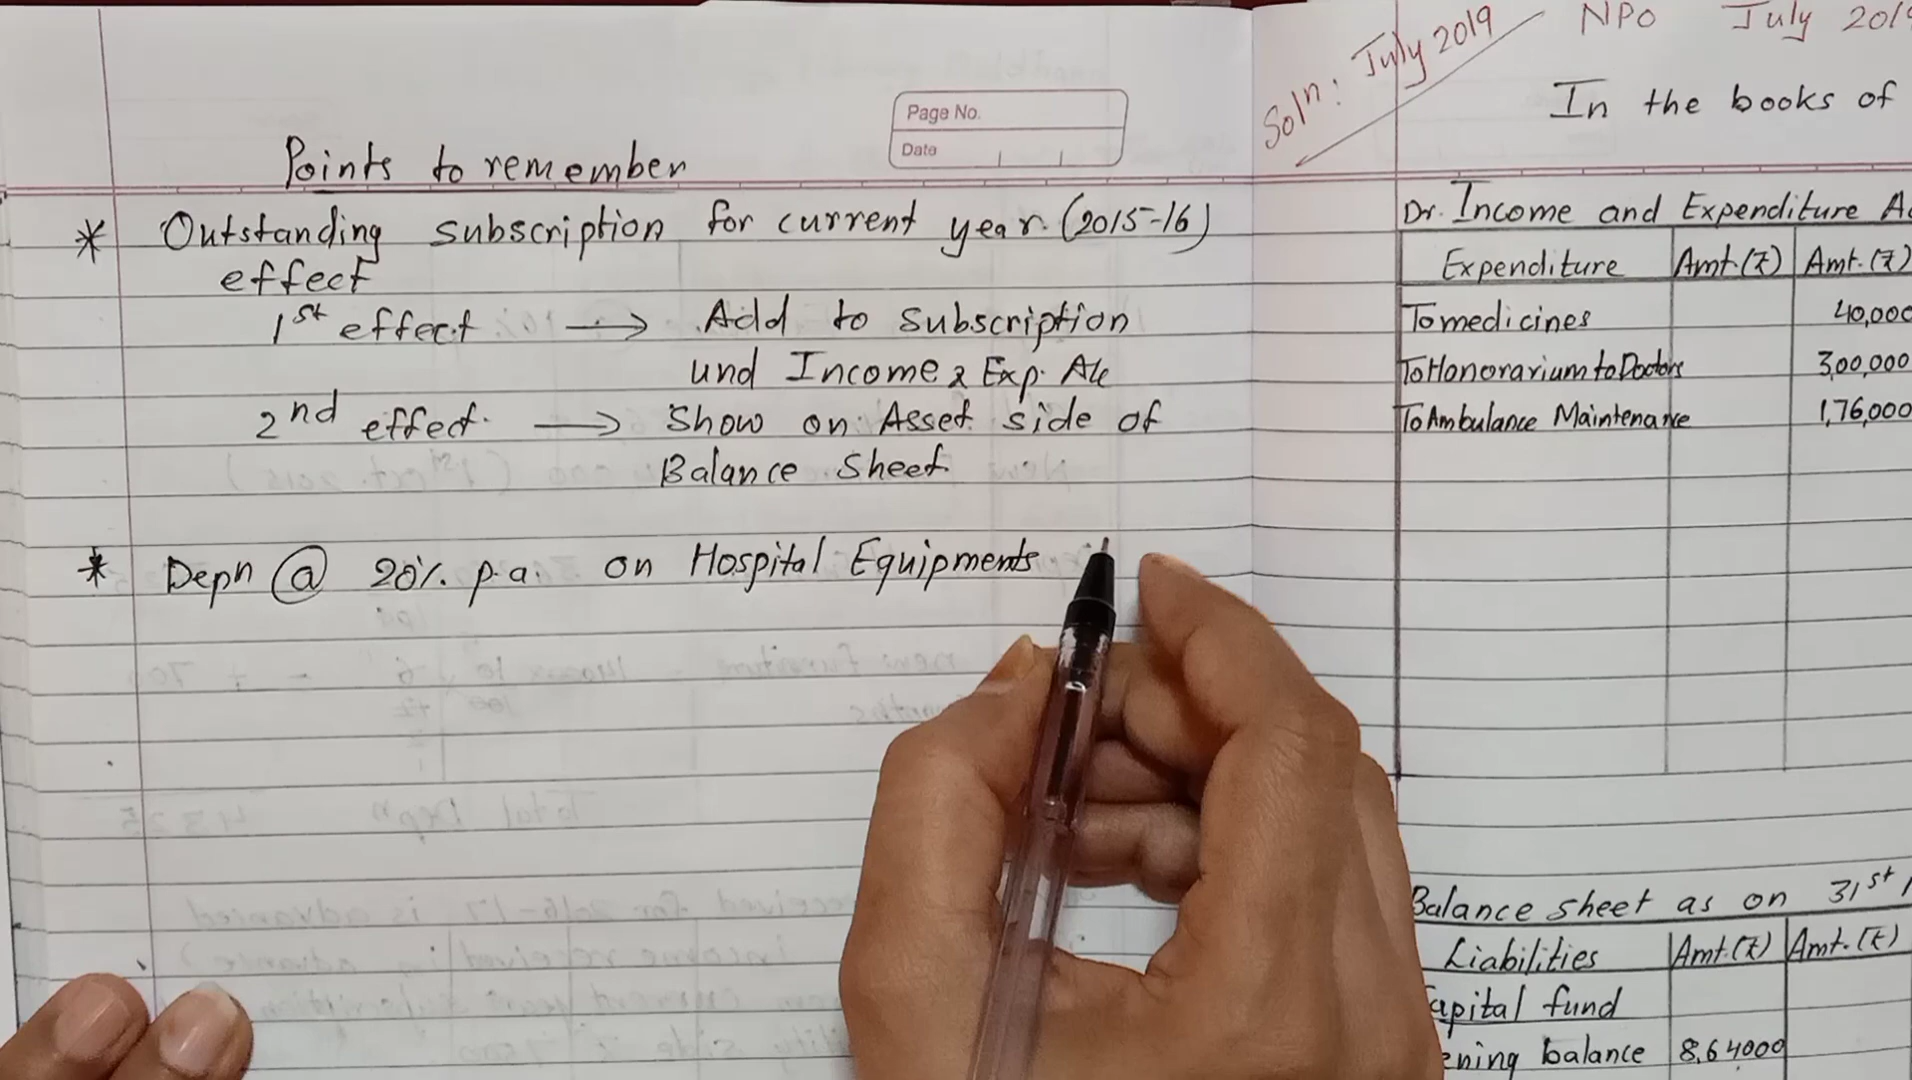 Page No.
Date
Points to remember
* Outstanding subscription for current year. (2015-16)
effect
1st effect → Add to subscription
und Income & Exp. A/c
2nd effect. → Show on Asset side of
Balance Sheet
* Depn @ 20% p.a. on Hospital Equipments
Soln: July 2019
NPO July 201
In the books of
Dr. Income and Expenditure A
Expenditure Amt.(₹) Amt.(₹)
To medicines 40,000
To Honorarium to Doctors 3,00,000
To Ambulance Maintenance 1,76,000
Balance sheet as on 31st
Liabilities Amt.(₹) Amt.(₹)
apital fund
ening balance 8,64000